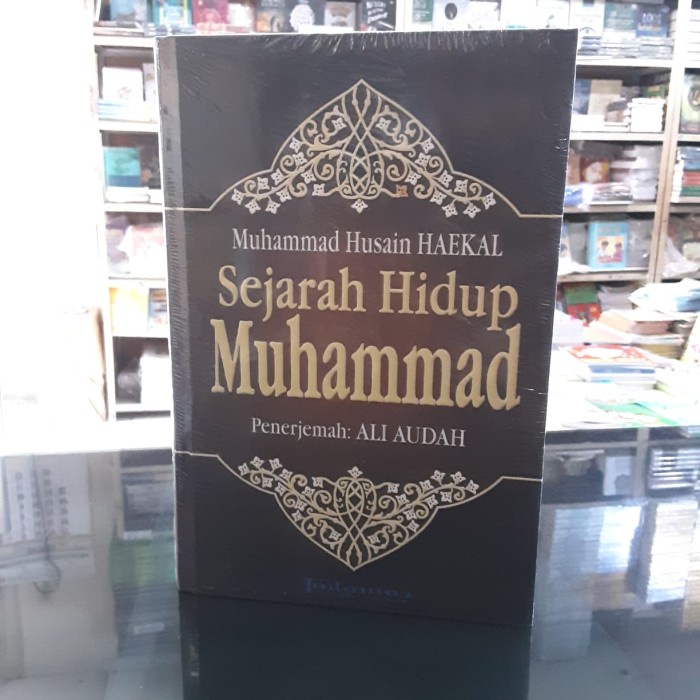 Muhammad Husain HAEKAL
Sejarah Hidup
Muhammad
Penerjemah: ALI AUDAH